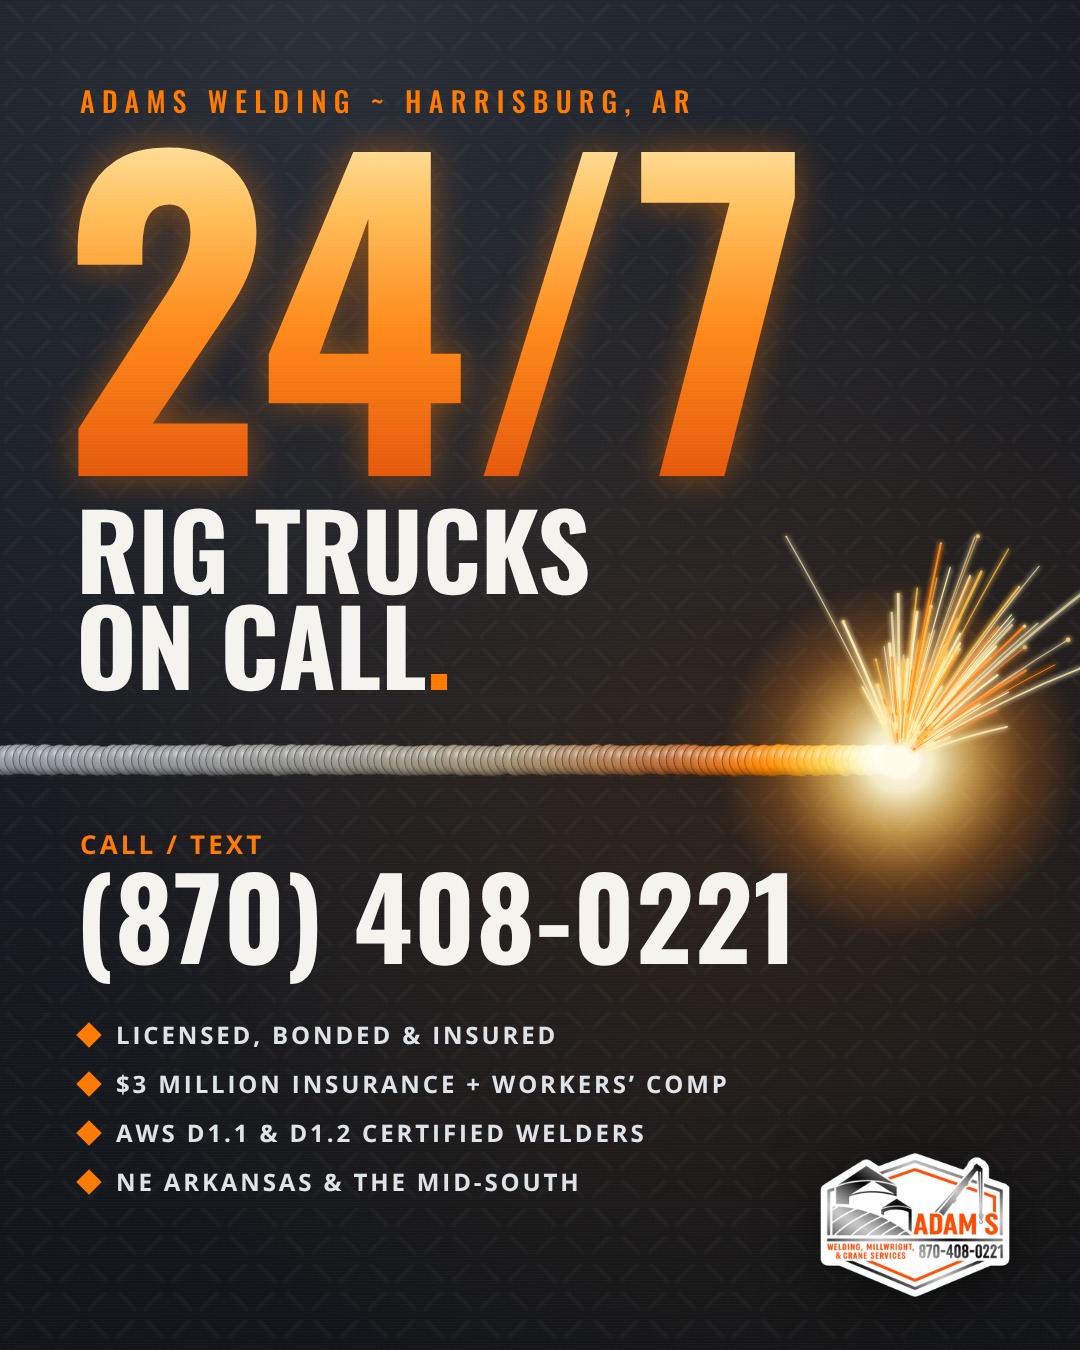 ADAMS WELDING ~ HARRISBURG, AR
24/7
RIG TRUCKS
ON CALL.
CALL / TEXT
(870) 408-0221
LICENSED, BONDED & INSURED
$3 MILLION INSURANCE + WORKERS’ COMP
AWS D1.1 & D1.2 CERTIFIED WELDERS
NE ARKANSAS & THE MID-SOUTH
ADAM'S
WELDING, MILLWRIGHT,
& CRANE SERVICES
870-408-0221